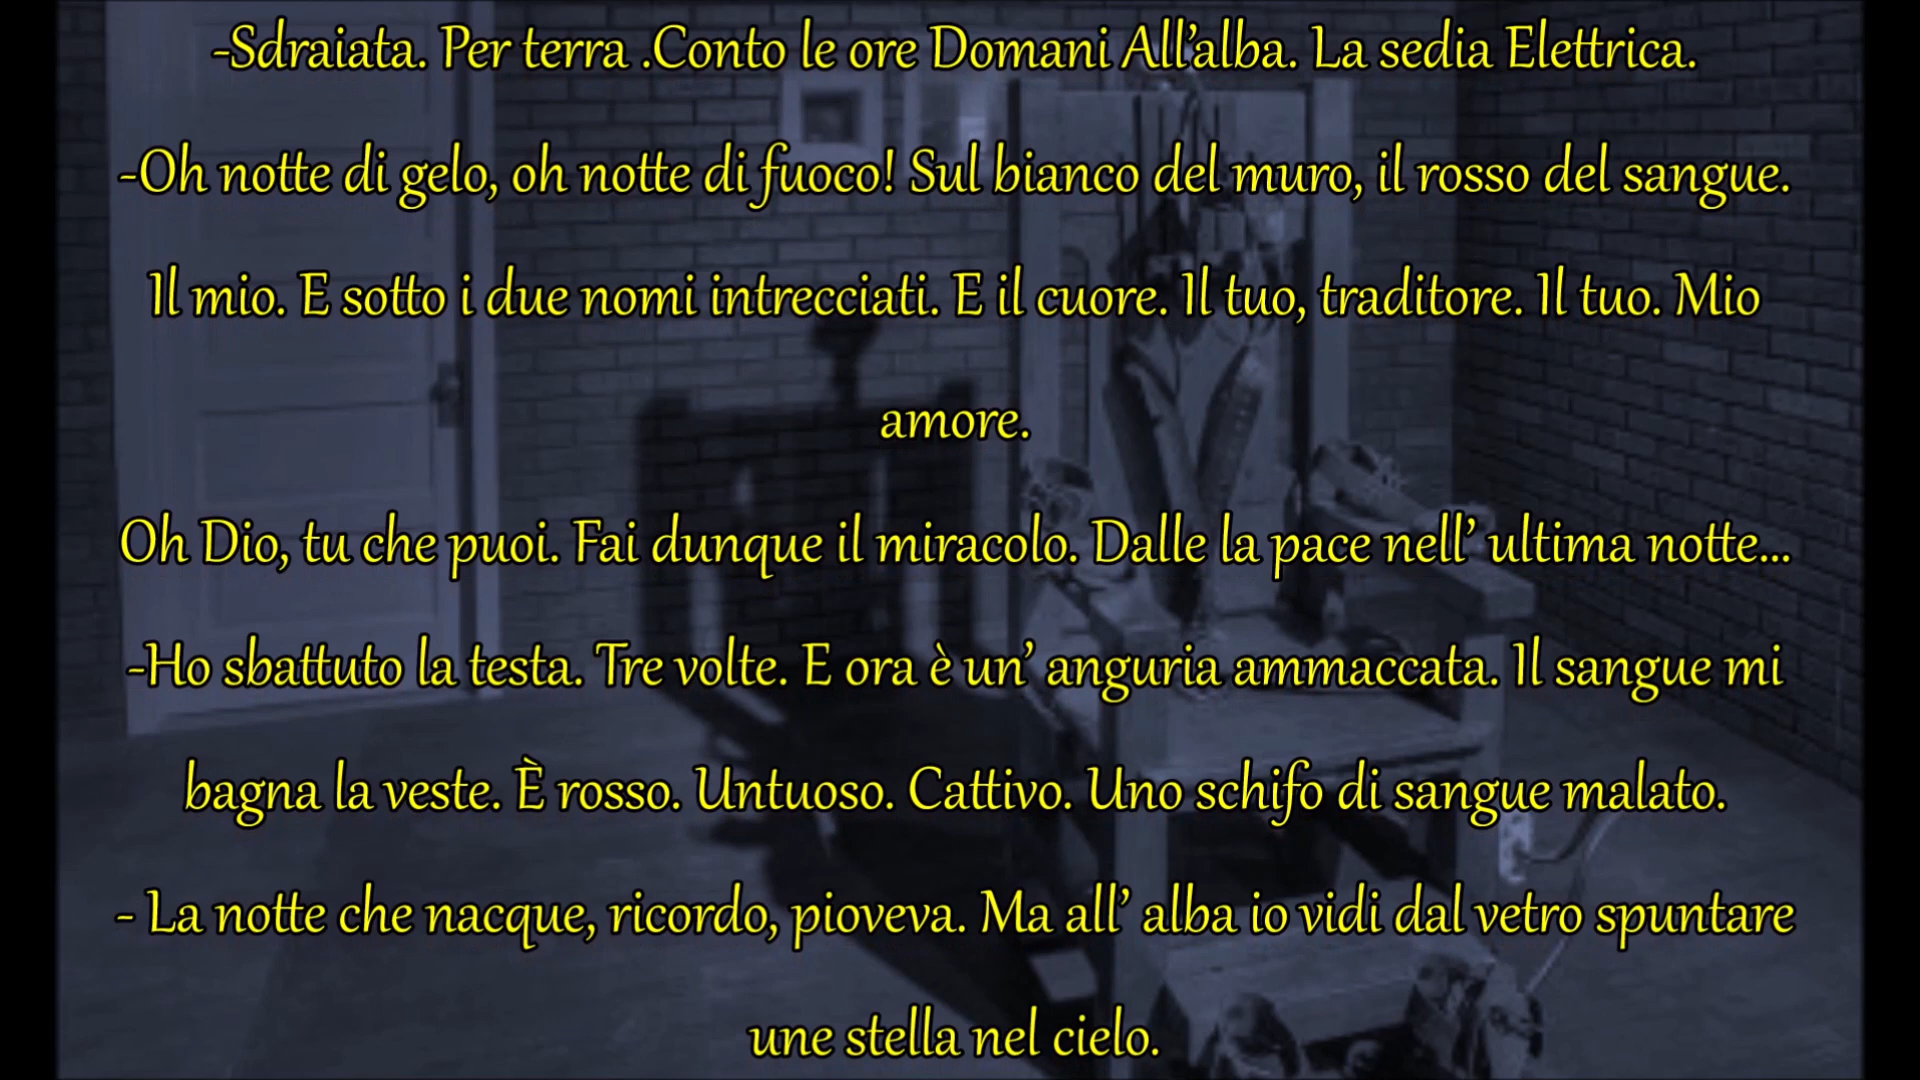 -Sdraiata. Per terra .Conto le ore Domani All’alba. La sedia Elettrica.
-Oh notte di gelo, oh notte di fuoco! Sul bianco del muro, il rosso del sangue.
Il mio. E sotto i due nomi intrecciati. E il cuore. Il tuo, traditore. Il tuo. Mio
amore.
Oh Dio, tu che puoi. Fai dunque il miracolo. Dalle la pace nell’ ultima notte...
-Ho sbattuto la testa. Tre volte. E ora è un’ anguria ammaccata. Il sangue mi
bagna la veste. È rosso. Untuoso. Cattivo. Uno schifo di sangue malato.
- La notte che nacque, ricordo, pioveva. Ma all’ alba io vidi dal vetro spuntare
une stella nel cielo.